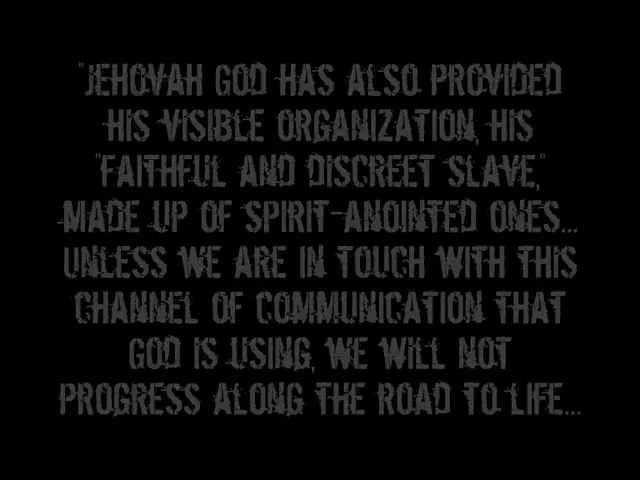 "JEHOVAH GOD HAS ALSO PROVIDED
HIS VISIBLE ORGANIZATION, HIS
"FAITHFUL AND DISCREET SLAVE,"
MADE UP OF SPIRIT-ANOINTED ONES...
UNLESS WE ARE IN TOUCH WITH THIS
CHANNEL OF COMMUNICATION THAT
GOD IS USING, WE WILL NOT
PROGRESS ALONG THE ROAD TO LIFE...